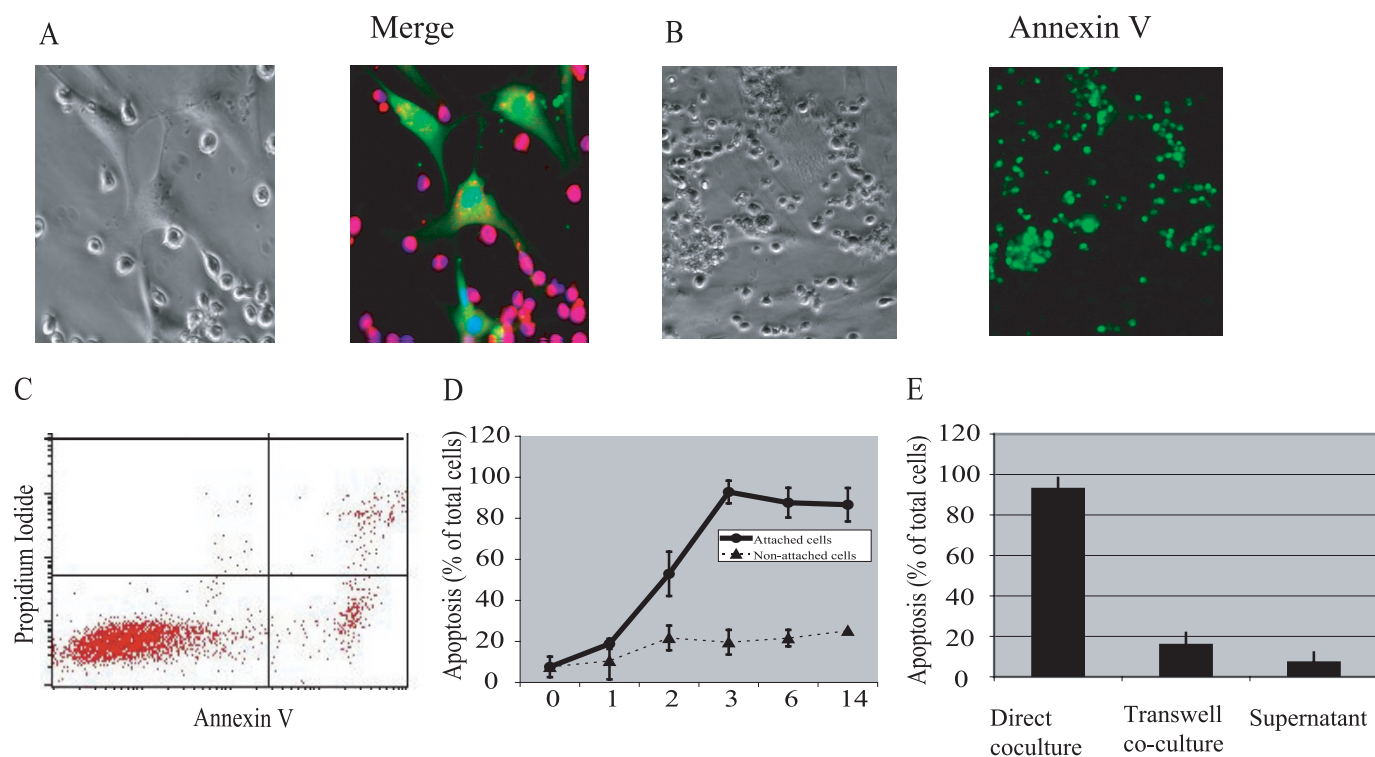 A
Merge
B
Annexin V
C
Propidium Iodide
Annexin V
D
Apoptosis (% of total cells)
120
100
80
60
40
20
0
Attached cells
Non-attached cells
0 1 2 3 6 14
E
Apoptosis (% of total cells)
120
100
80
60
40
20
0
Direct
coculture
Transwell
co-culture
Supernatant